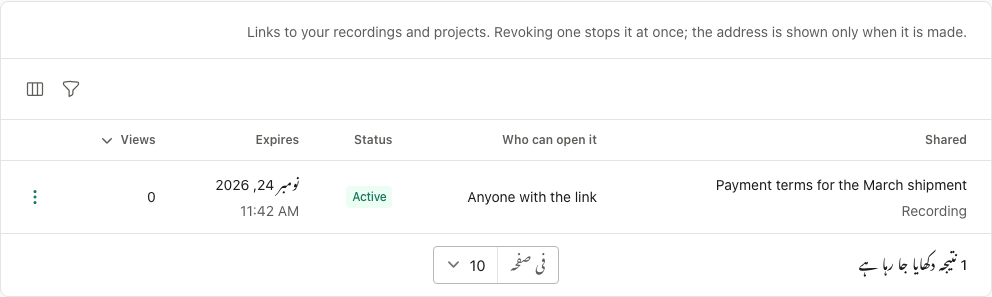 Links to your recordings and projects. Revoking one stops it at once; the address is shown only when it is made.
Shared
Who can open it
Status
Expires
Views
Payment terms for the March shipment
Recording
Anyone with the link
Active
نومبر 24, 2026
11:42 AM
0
1 نتیجہ دکھایا جا رہا ہے
فی صفحہ
10